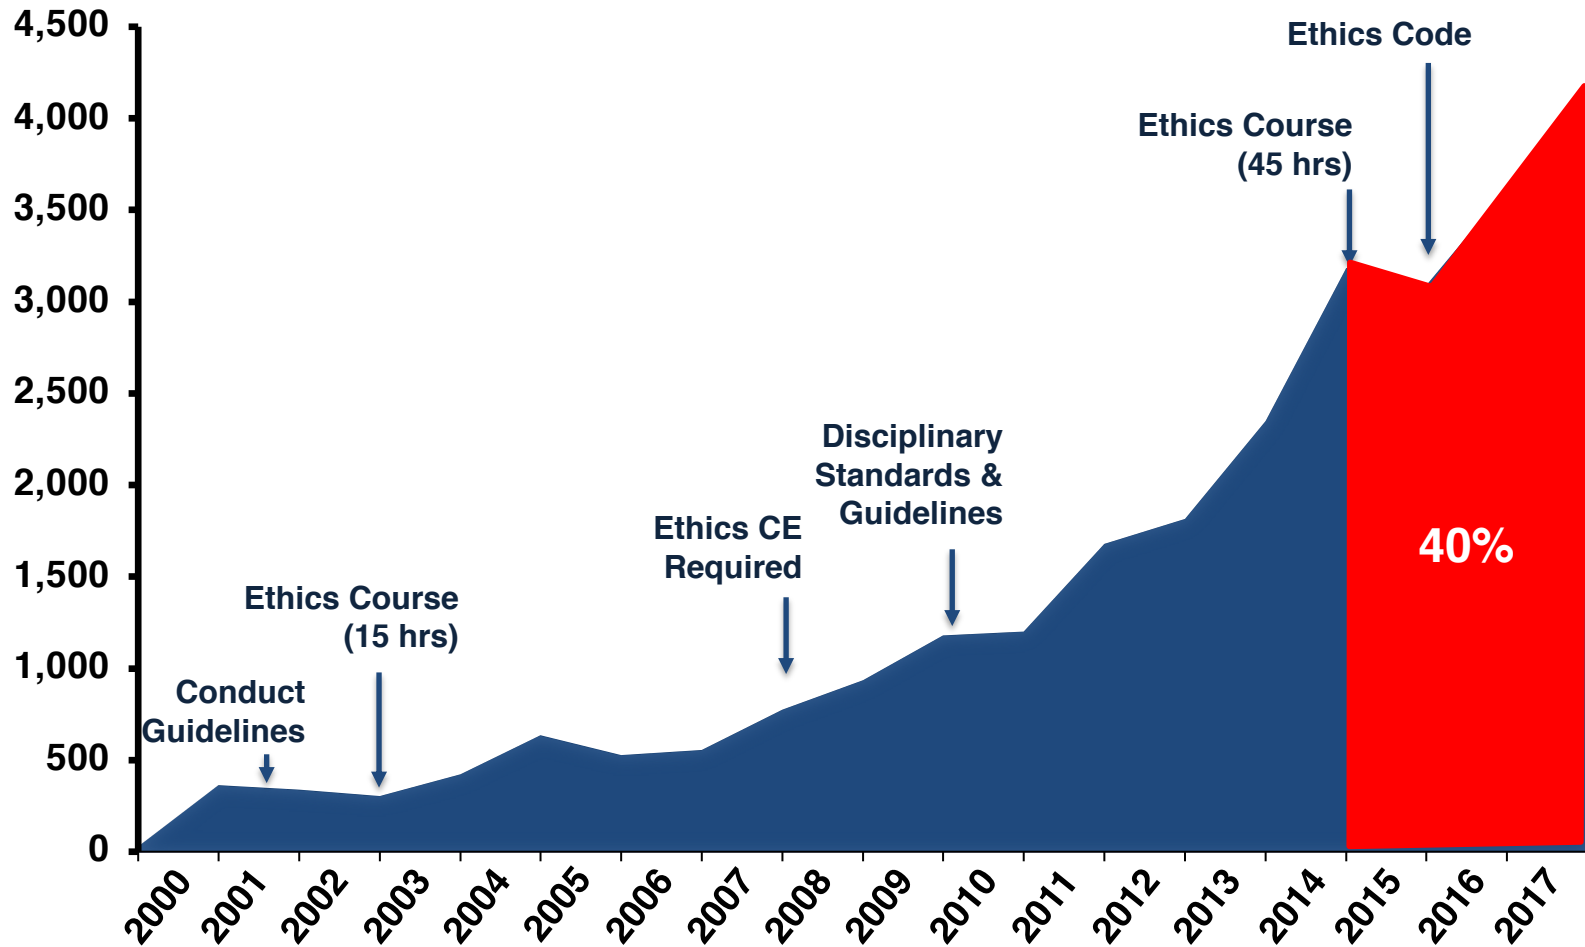 4,500
4,000
3,500
3,000
2,500
2,000
1,500
1,000
500
0
Conduct
Guidelines
Ethics Course
(15 hrs)
Ethics CE
Required
Disciplinary
Standards &
Guidelines
Ethics Course
(45 hrs)
Ethics Code
40%
2000
2001
2002
2003
2004
2005
2006
2007
2008
2009
2010
2011
2012
2013
2014
2015
2016
2017